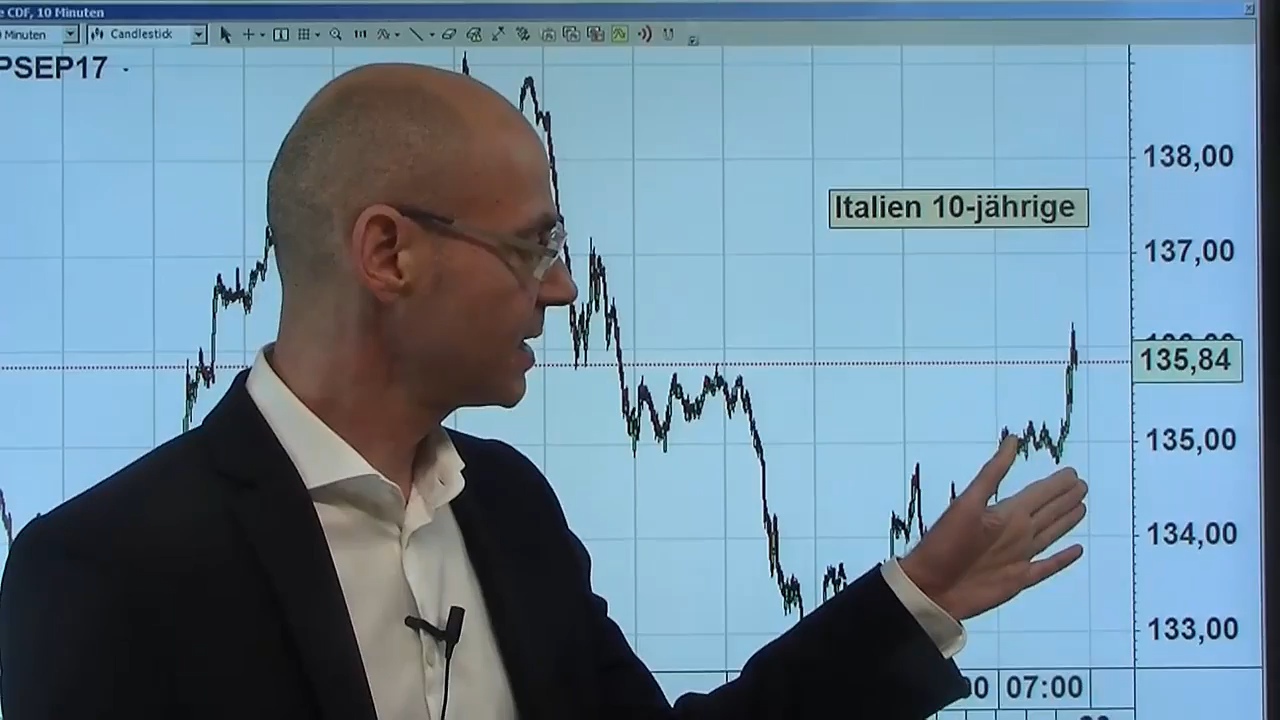 e CDF, 10 Minuten
Minuten
Candlestick
PSEP17
138,00
Italien 10-jährige
137,00
135,84
135,00
134,00
133,00
00
07:00